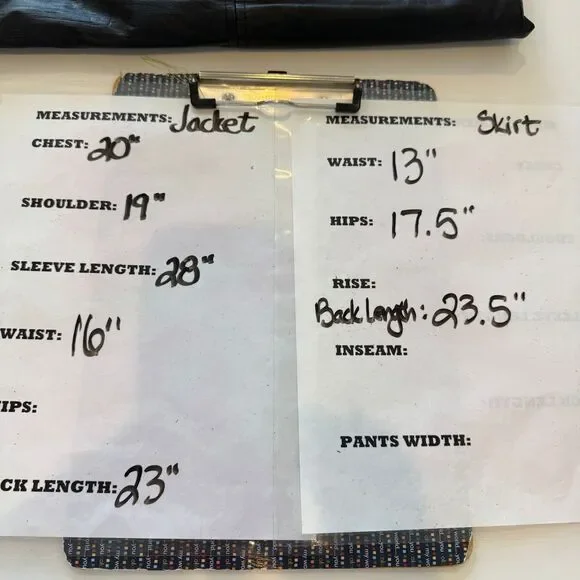 MEASUREMENTS: Jacket
CHEST: 20"
SHOULDER: 19"
SLEEVE LENGTH: 28"
WAIST: 16"
IPS:
CK LENGTH: 23"
MEASUREMENTS: Skirt
WAIST: 13"
HIPS: 17.5"
RISE:
Back Length: 23.5"
INSEAM:
PANTS WIDTH: